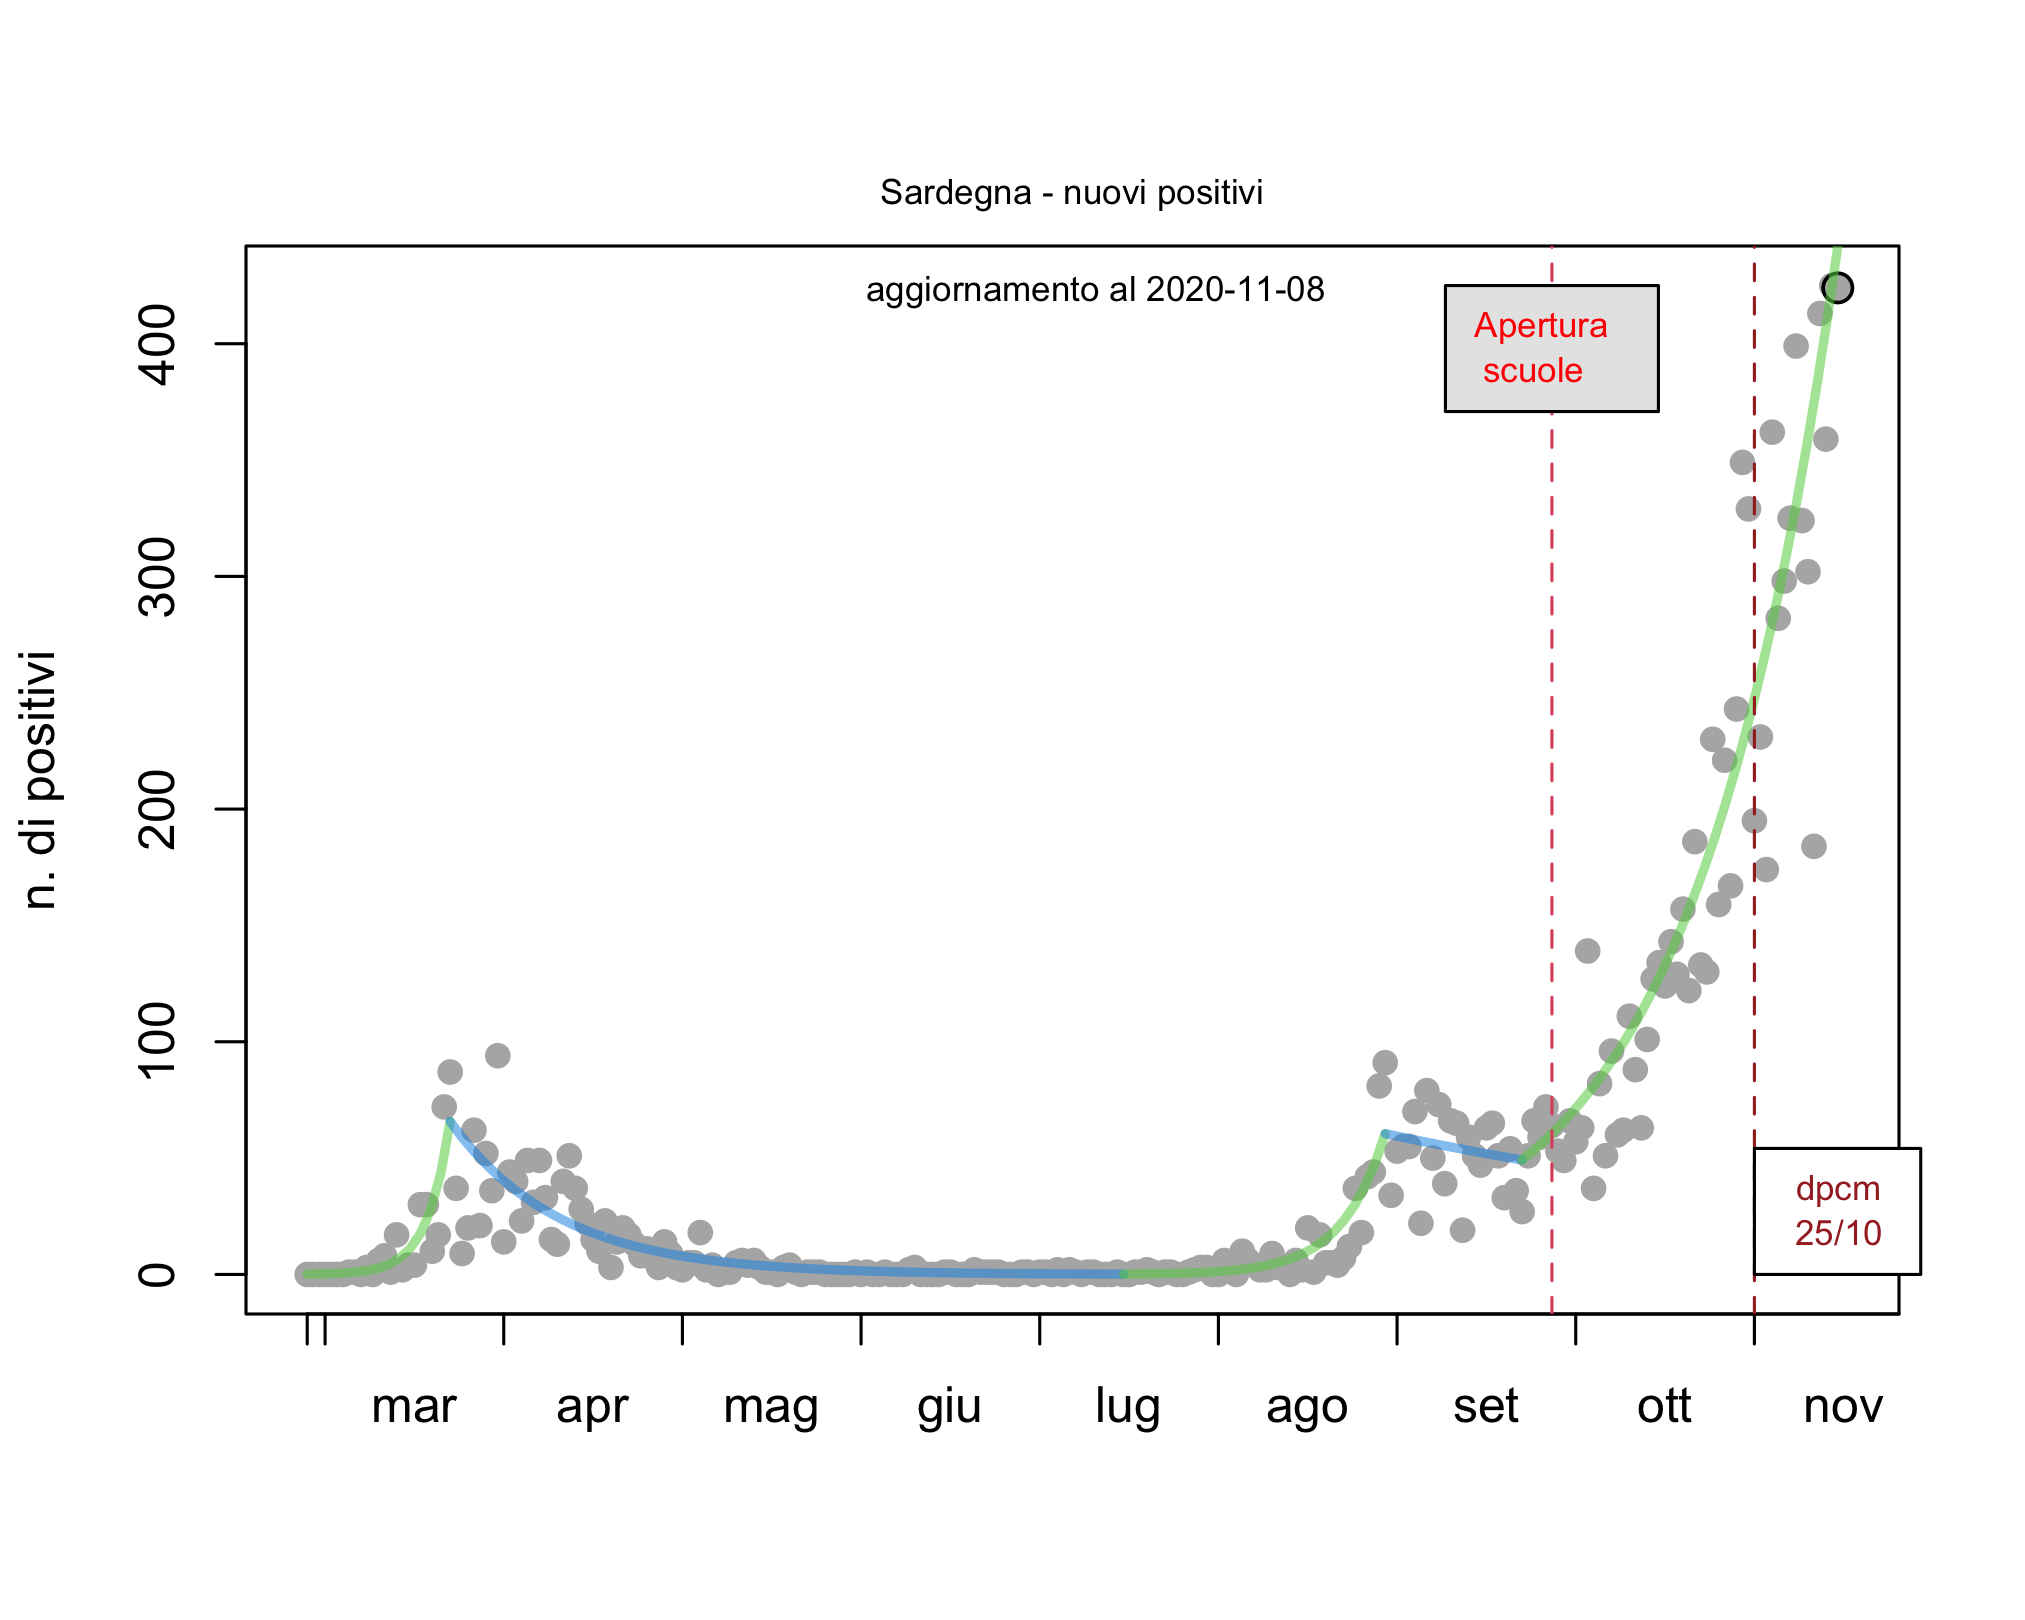 Sardegna - nuovi positivi
aggiornamento al 2020-11-08
Apertura
scuole
400
300
200
100
0
n. di positivi
dpcm
25/10
mar apr mag giu lug ago set ott nov